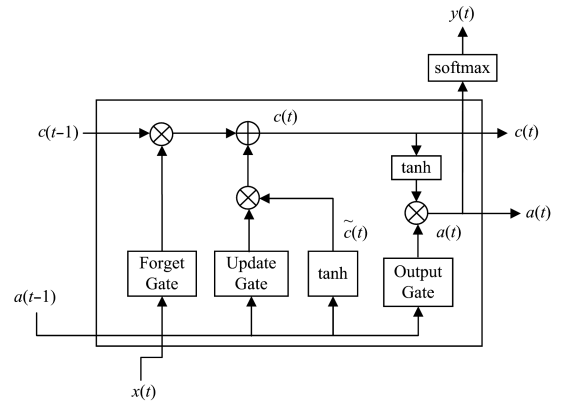 y(t)
softmax
c(t−1)
c(t)
c(t)
tanh
a(t)
a(t)
c̃(t)
Forget
Gate
Update
Gate
tanh
Output
Gate
a(t−1)
x(t)